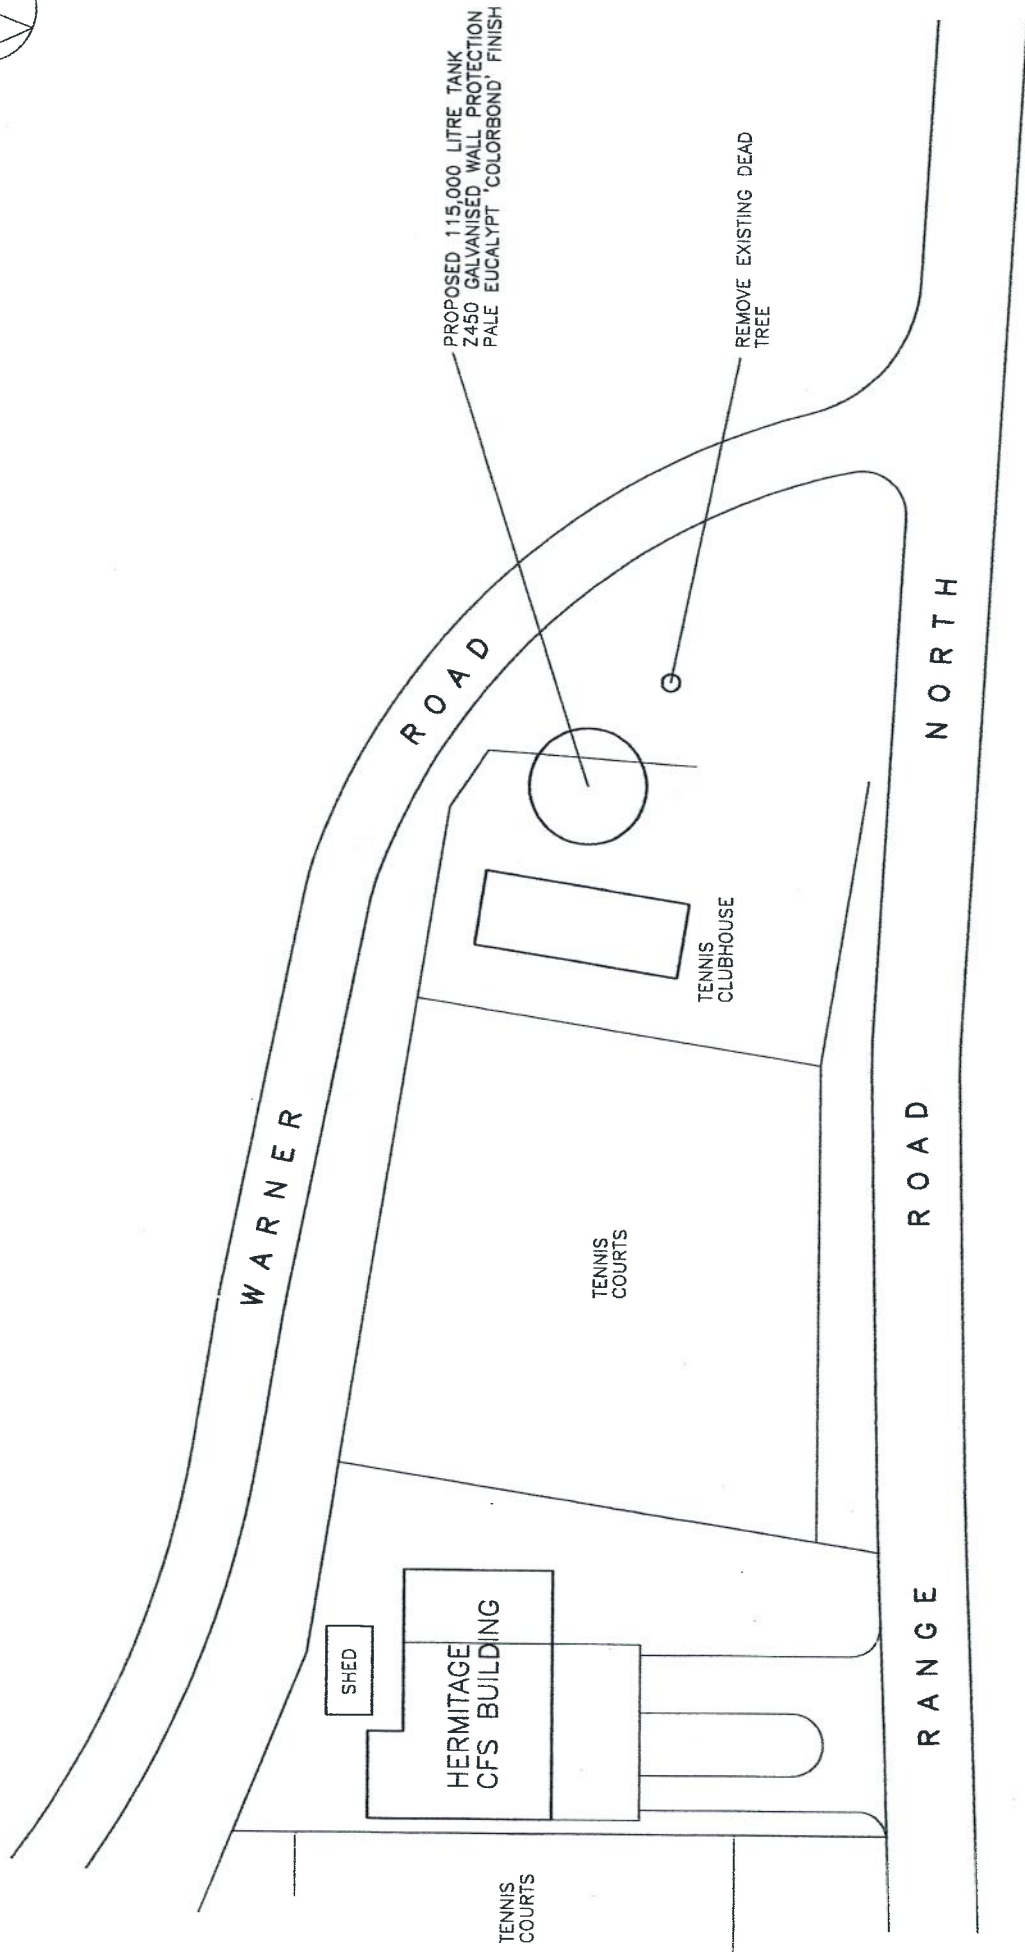 PROPOSED 115,000 LITRE TANK
Z450 GALVANISED WALL PROTECTION
PALE EUCALYPT 'COLORBOND' FINISH
REMOVE EXISTING DEAD
TREE
WARNER ROAD
TENNIS
CLUBHOUSE
TENNIS
COURTS
SHED
HERMITAGE
CFS BUILDING
TENNIS
COURTS
RANGE ROAD NORTH